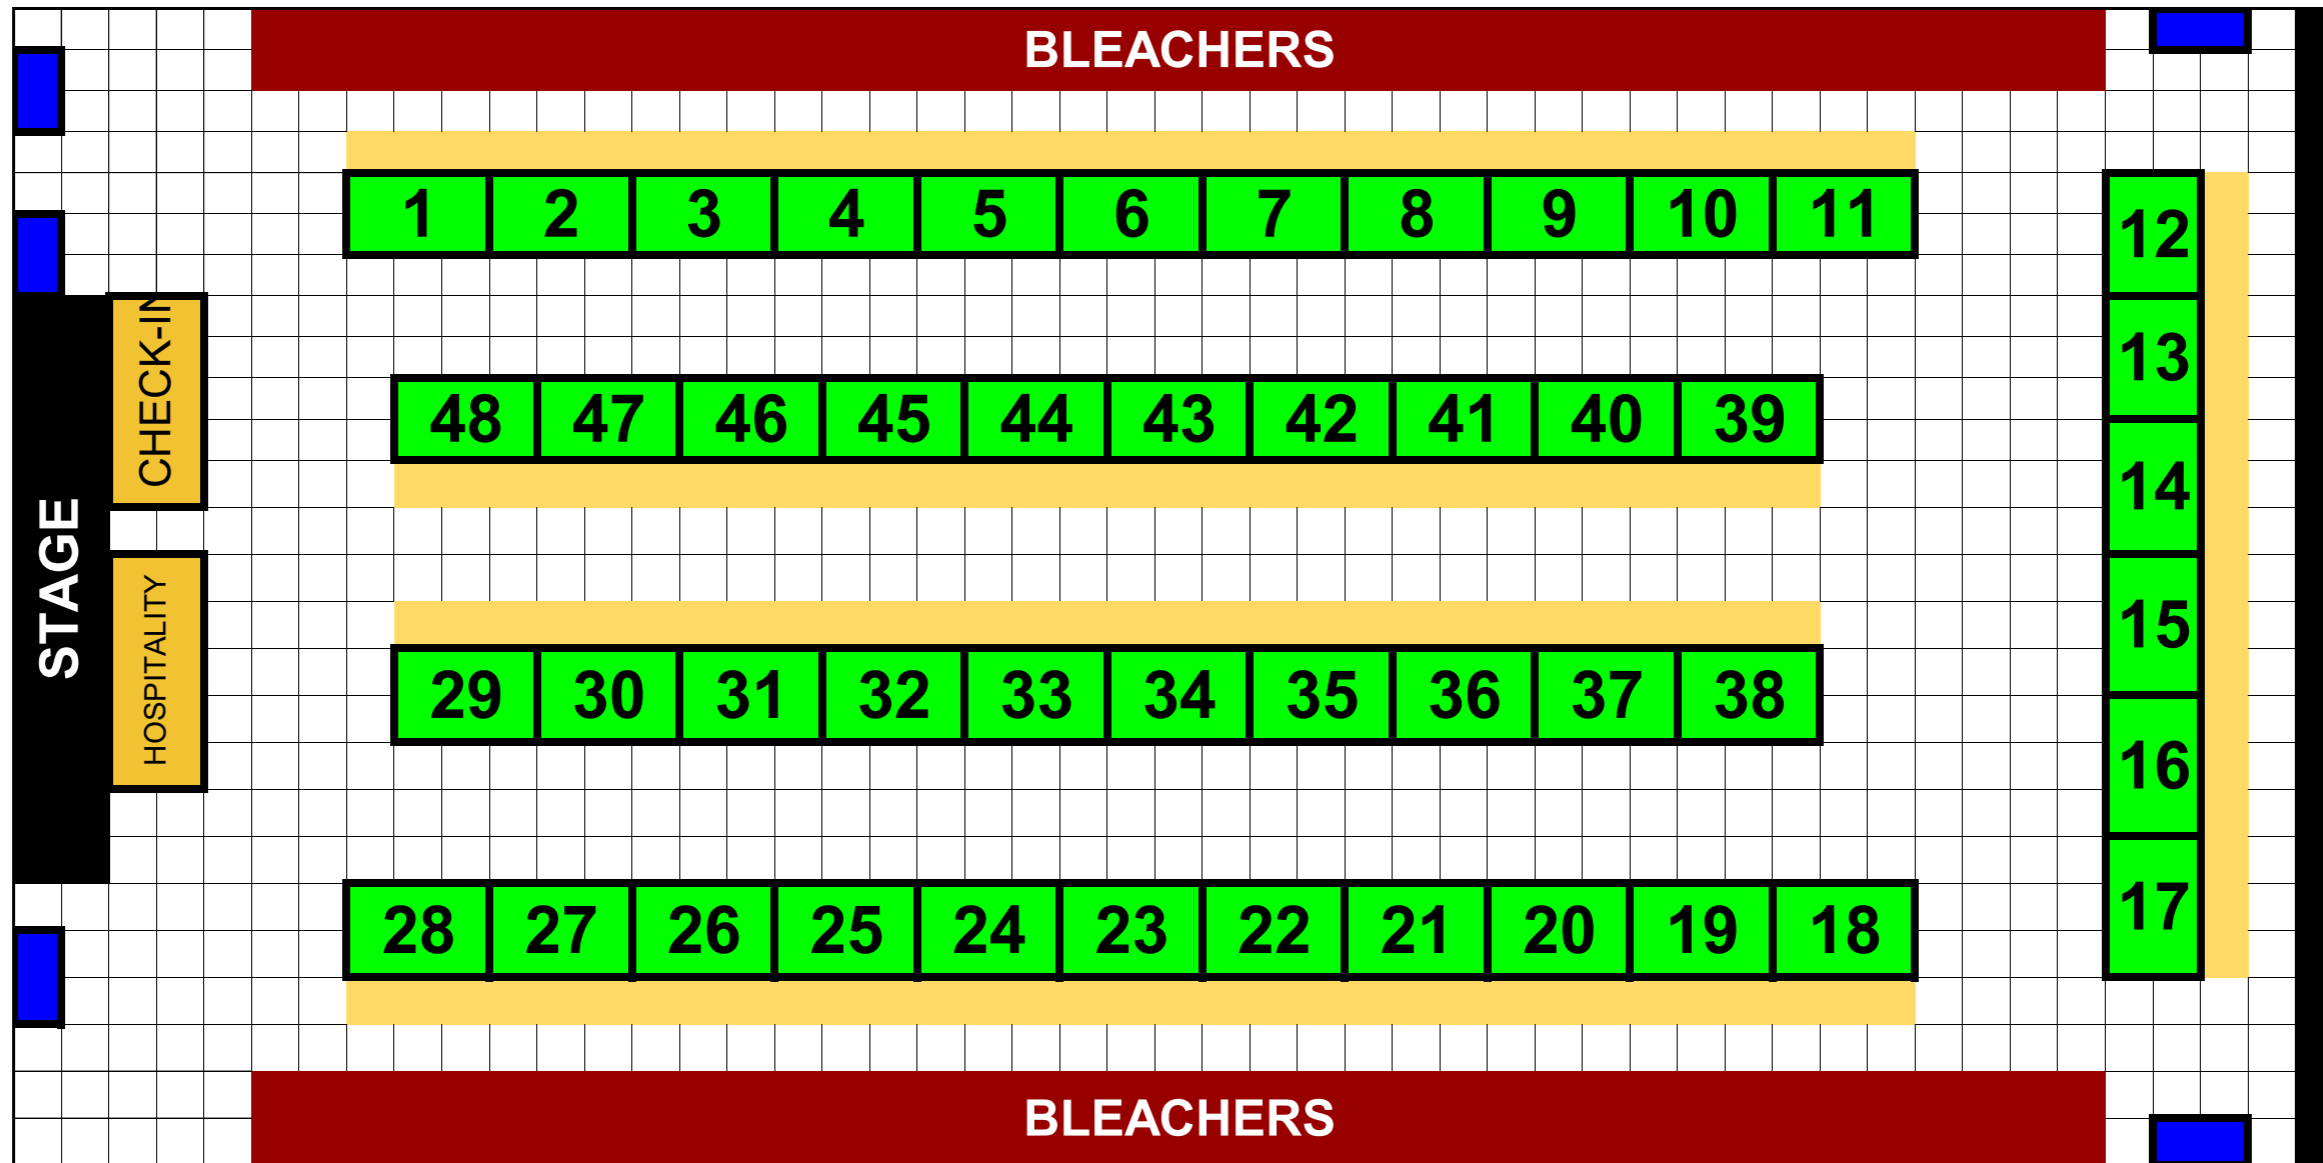 BLEACHERS
1 2 3 4 5 6 7 8 9 10 11
12
13
14
15
16
17
CHECK-IN
48 47 46 45 44 43 42 41 40 39
STAGE
HOSPITALITY
29 30 31 32 33 34 35 36 37 38
28 27 26 25 24 23 22 21 20 19 18
BLEACHERS